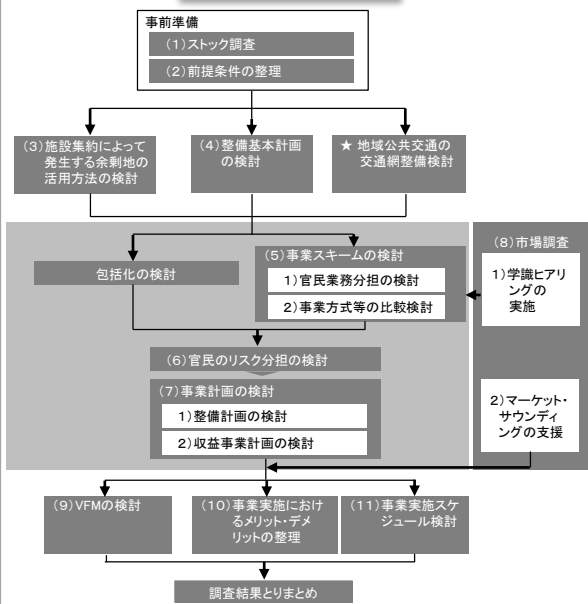 事前準備
(1)ストック調査
(2)前提条件の整理
(3)施設集約によって
発生する余剰地の
活用方法の検討
(4)整備基本計画
の検討
★ 地域公共交通の
交通網整備検討
包括化の検討
(5)事業スキームの検討
1)官民業務分担の検討
2)事業方式等の比較検討
(8)市場調査
1)学識ヒアリ
ングの
実施
(6)官民のリスク分担の検討
(7)事業計画の検討
1)整備計画の検討
2)収益事業計画の検討
2)マーケット・
サウンディ
ングの支援
(9)VFMの検討
(10)事業実施におけ
るメリット・デメ
リットの整理
(11)事業実施スケ
ジュール検討
調査結果とりまとめ